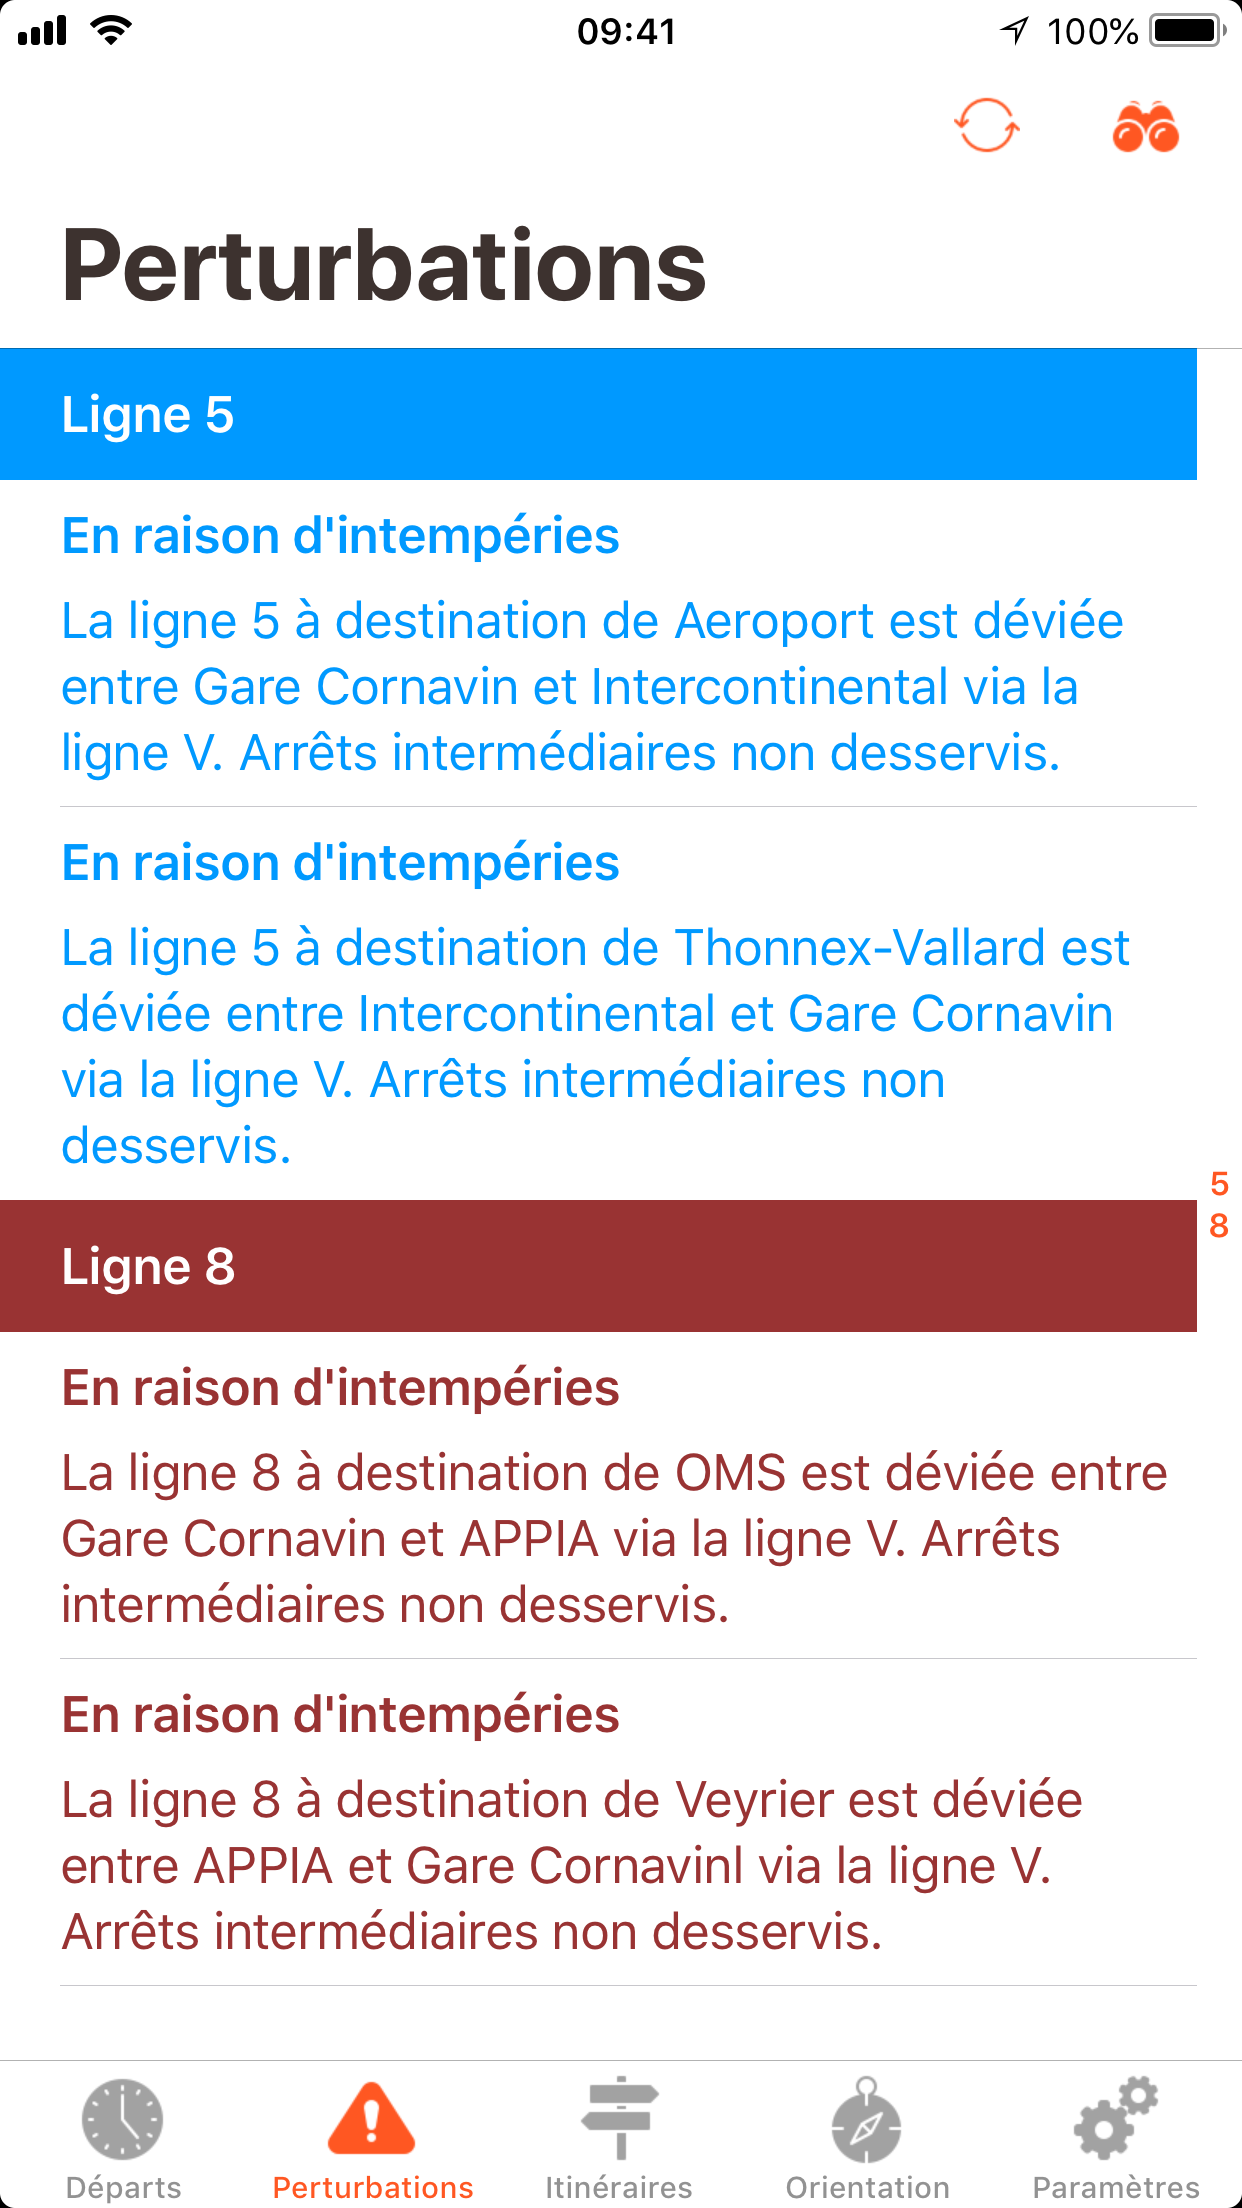 09:41
100%
Perturbations
Ligne 5
En raison d'intempéries
La ligne 5 à destination de Aeroport est déviée
entre Gare Cornavin et Intercontinental via la
ligne V. Arrêts intermédiaires non desservis.
En raison d'intempéries
La ligne 5 à destination de Thonnex-Vallard est
déviée entre Intercontinental et Gare Cornavin
via la ligne V. Arrêts intermédiaires non
desservis.
5
8
Ligne 8
En raison d'intempéries
La ligne 8 à destination de OMS est déviée entre
Gare Cornavin et APPIA via la ligne V. Arrêts
intermédiaires non desservis.
En raison d'intempéries
La ligne 8 à destination de Veyrier est déviée
entre APPIA et Gare Cornavinl via la ligne V.
Arrêts intermédiaires non desservis.
Départs
Perturbations
Itinéraires
Orientation
Paramètres